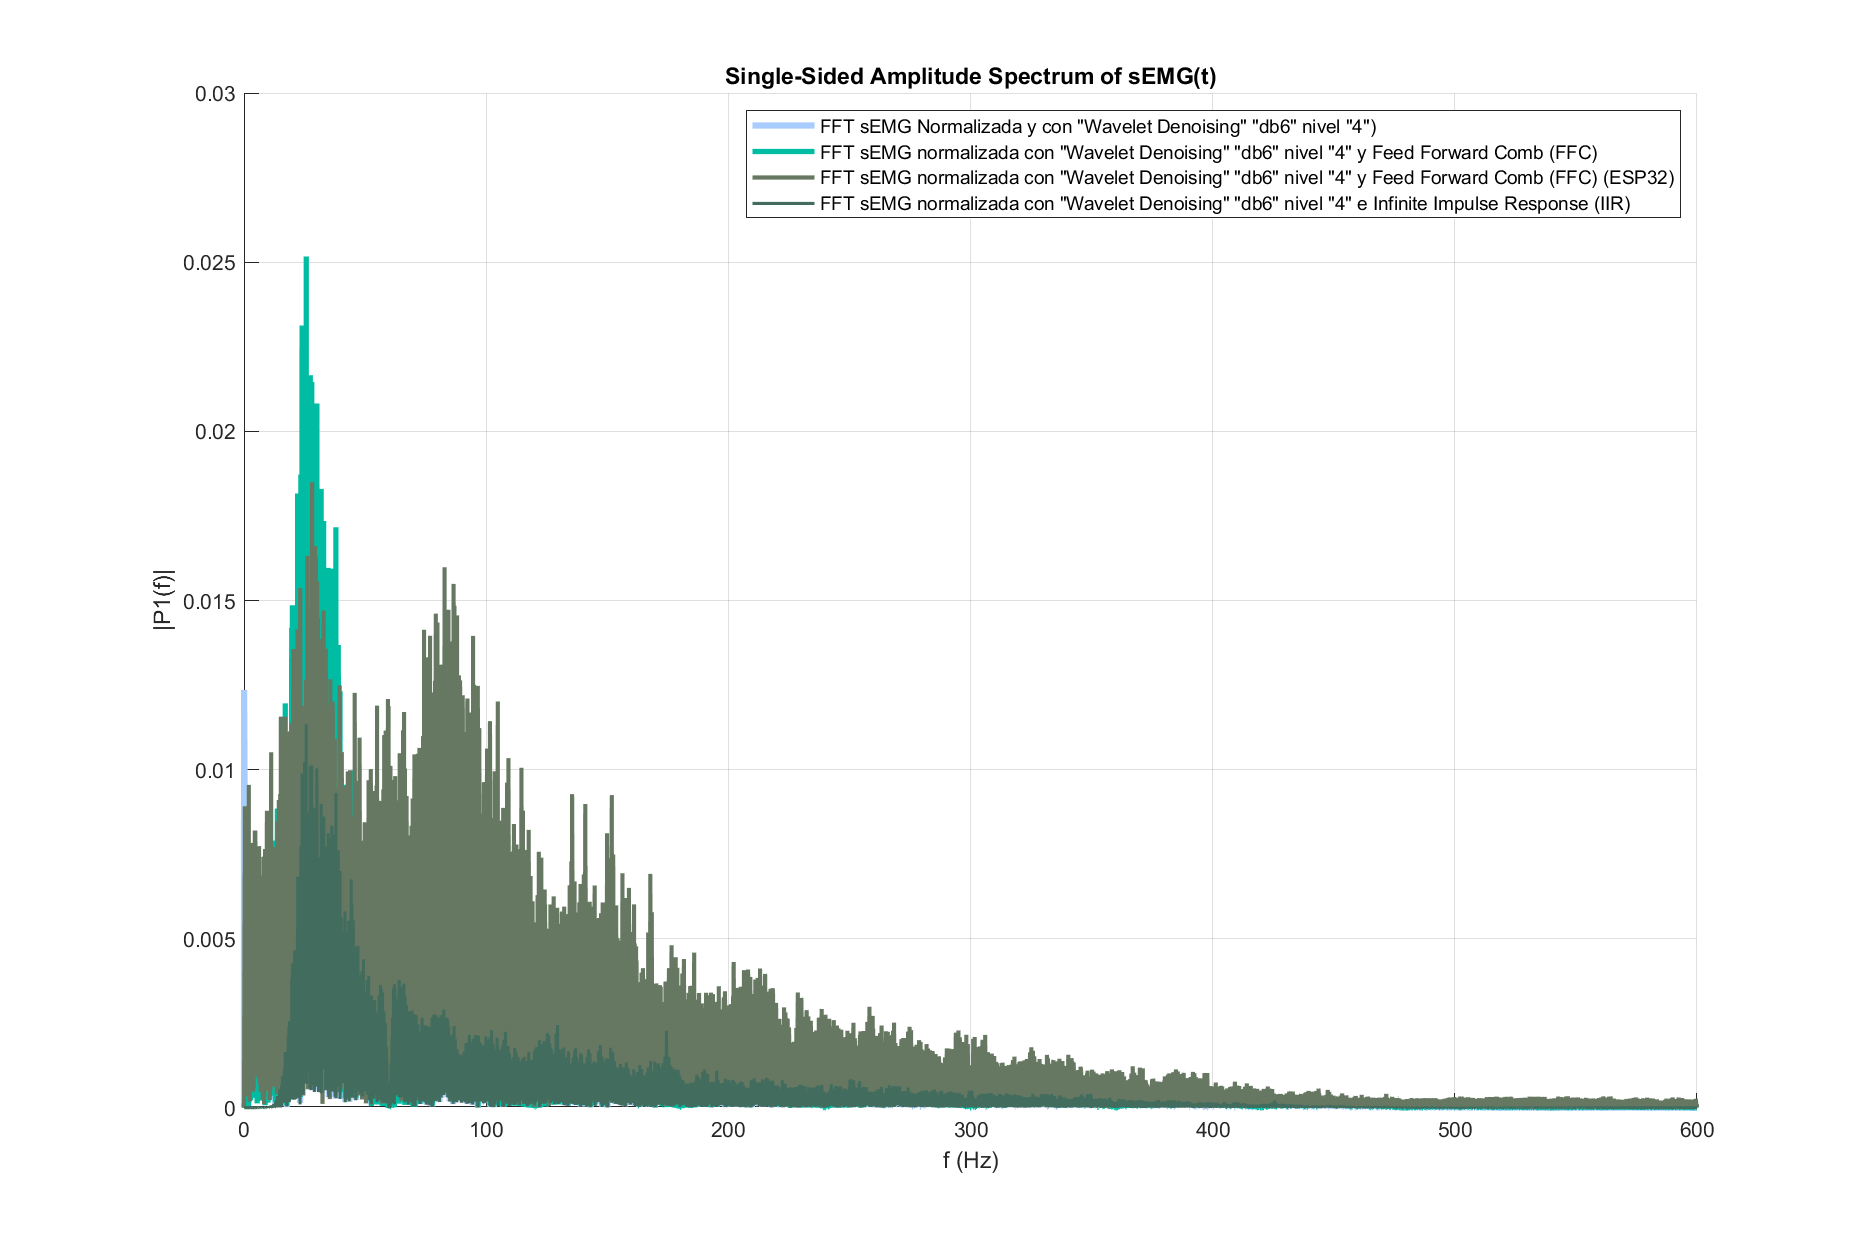 Single-Sided Amplitude Spectrum of sEMG(t)
FFT sEMG Normalizada y con "Wavelet Denoising" "db6" nivel "4")
FFT sEMG normalizada con "Wavelet Denoising" "db6" nivel "4" y Feed Forward Comb (FFC)
FFT sEMG normalizada con "Wavelet Denoising" "db6" nivel "4" y Feed Forward Comb (FFC) (ESP32)
FFT sEMG normalizada con "Wavelet Denoising" "db6" nivel "4" e Infinite Impulse Response (IIR)
|P1(f)|
0.03
0.025
0.02
0.015
0.01
0.005
0
0 100 200 300 400 500 600
f (Hz)